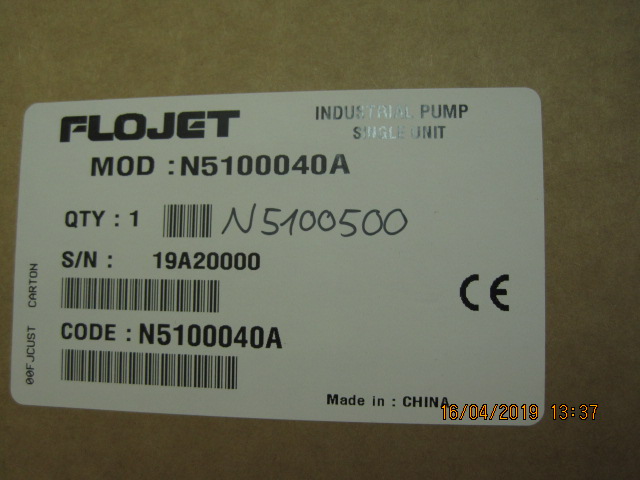 FLOJET
INDUSTRIAL PUMP
SINGLE UNIT
MOD : N5100040A
QTY : 1 N5100500
S/N : 19A20000
CE
CODE : N5100040A
00FJCUST CARTON
Made in : CHINA
16/04/2019 13:37